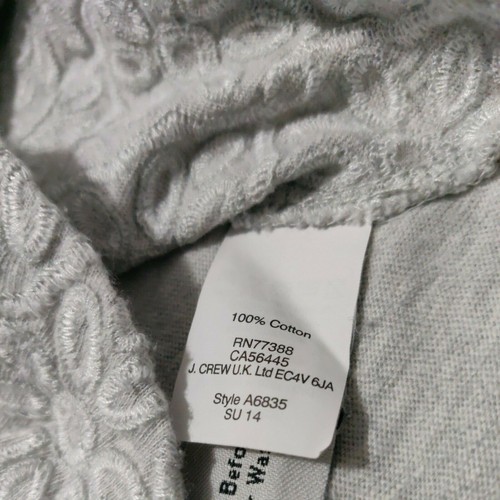 100% Cotton
RN77388
CA56445
J. CREW U.K. Ltd EC4V 6JA
Style A6835
SU 14